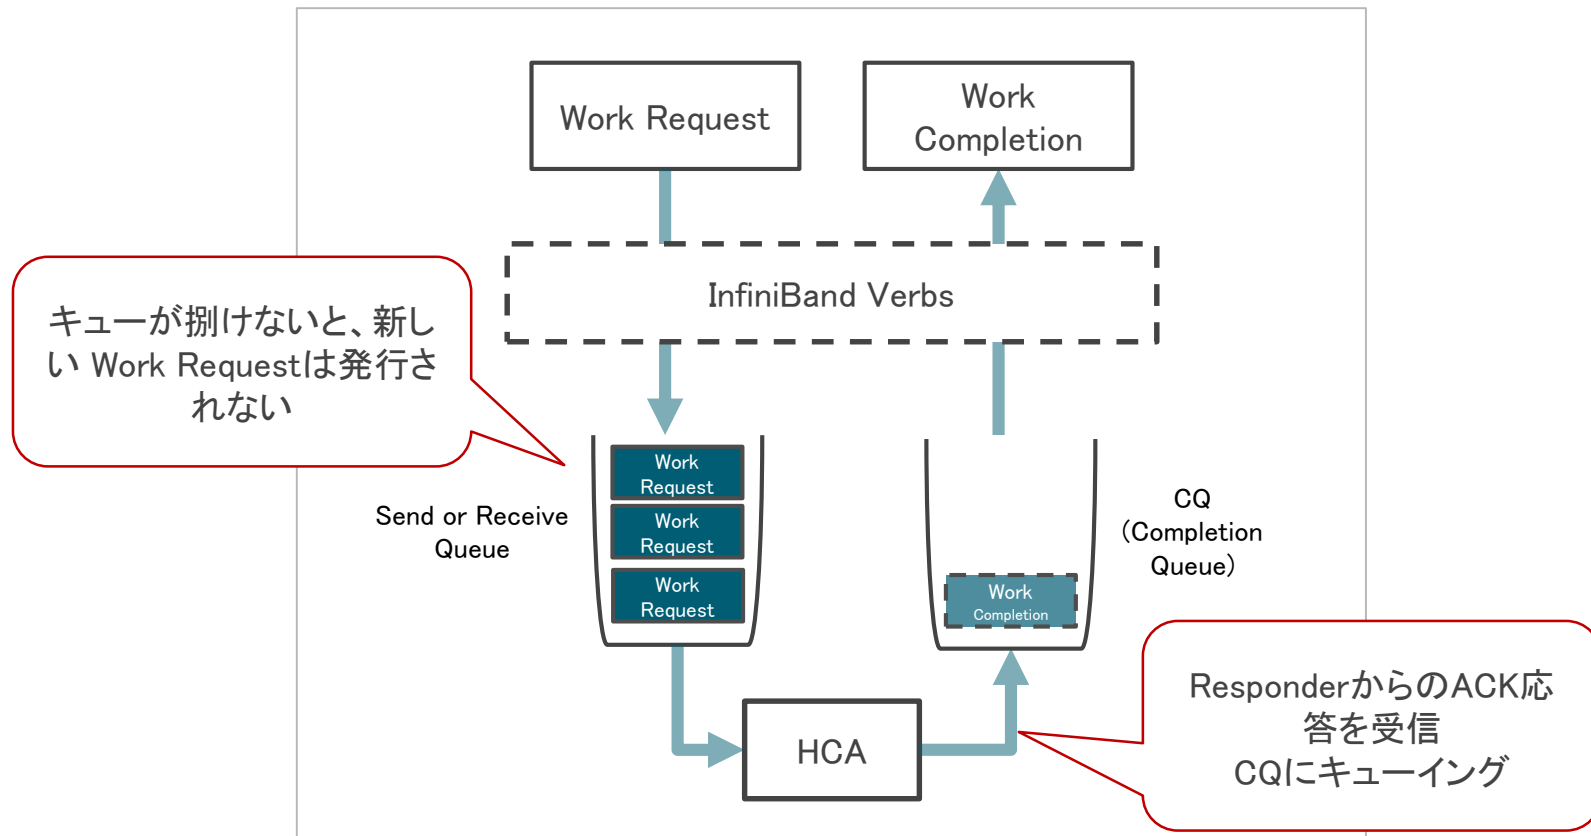 Work Request
Work
Completion
InfiniBand Verbs
キューが捌けないと、新し
い Work Requestは発行さ
れない
Work
Request
Work
Request
Work
Request
Send or Receive
Queue
CQ
(Completion
Queue)
Work
Completion
HCA
ResponderからのACK応
答を受信
CQにキューイング